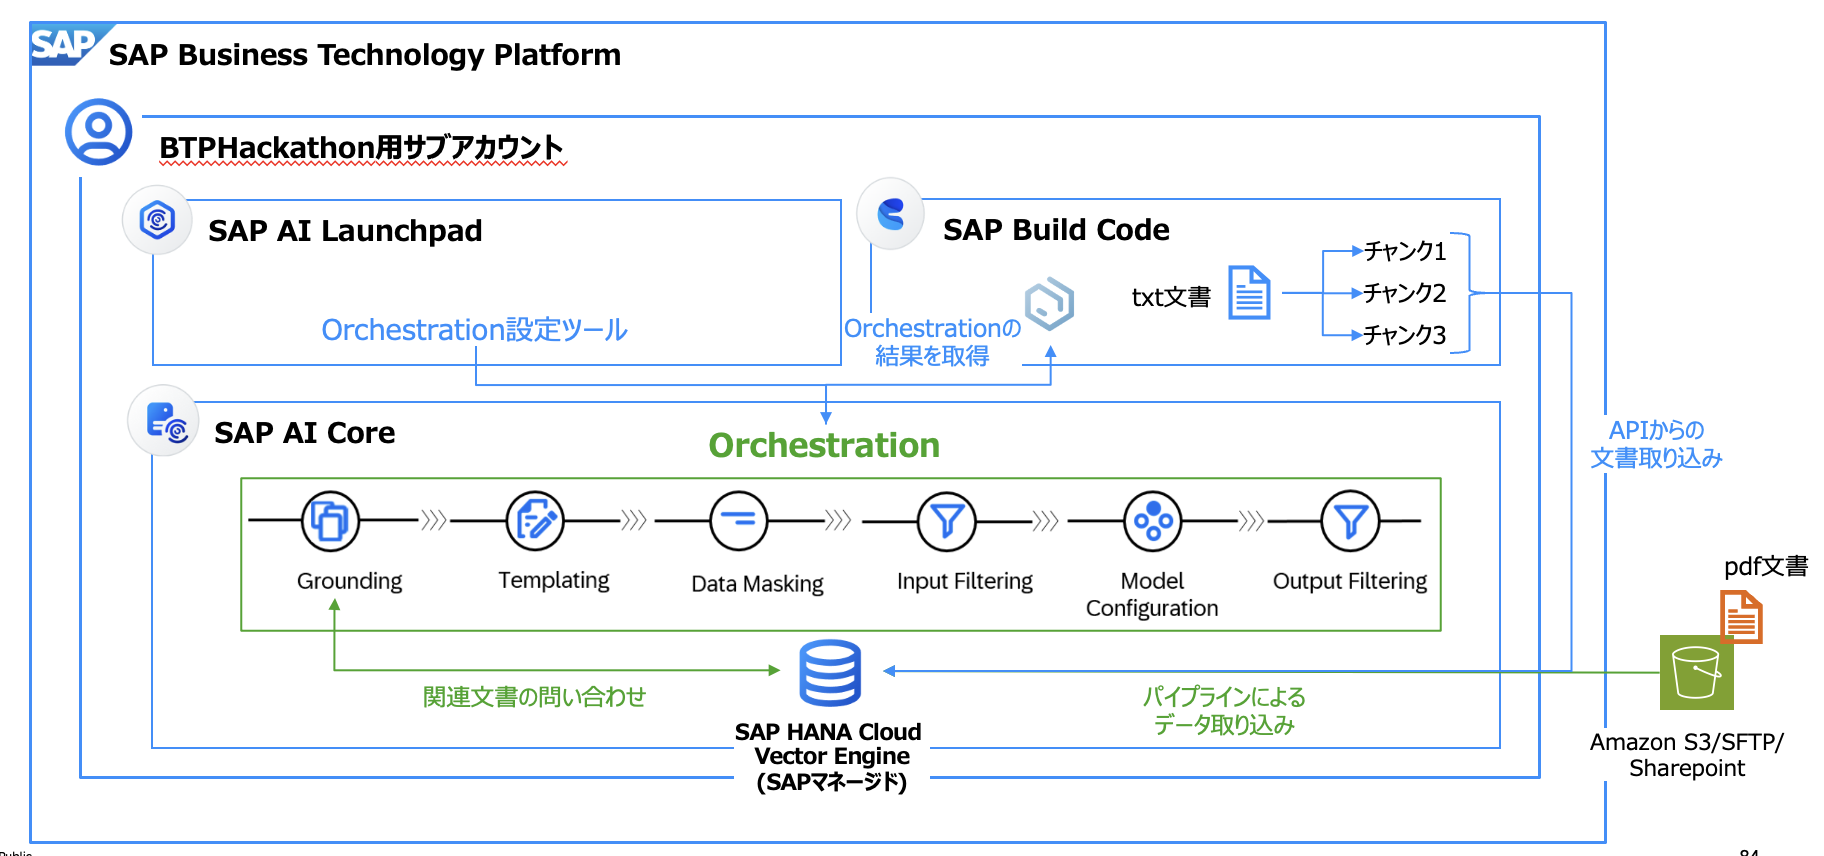 SAP
SAP Business Technology Platform
BTPHackathon用サブアカウント
SAP AI Launchpad
Orchestration設定ツール
SAP Build Code
Orchestrationの
結果を取得
txt文書
チャンク1
チャンク2
チャンク3
APIからの
文書取り込み
SAP AI Core
Orchestration
Grounding
Templating
Data Masking
Input Filtering
Model
Configuration
Output Filtering
関連文書の問い合わせ
SAP HANA Cloud
Vector Engine
(SAPマネージド)
パイプラインによる
データ取り込み
pdf文書
Amazon S3/SFTP/
Sharepoint
Public
84